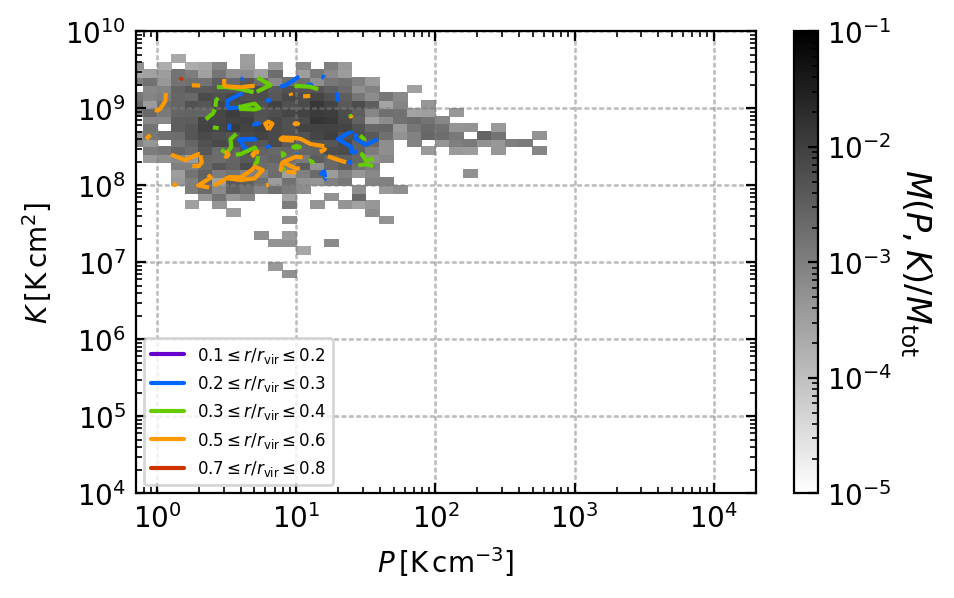 10^10
10^9
10^8
10^7
10^6
10^5
10^4
K [K cm^2]
0.1 ≤ r/r_vir ≤ 0.2
0.2 ≤ r/r_vir ≤ 0.3
0.3 ≤ r/r_vir ≤ 0.4
0.5 ≤ r/r_vir ≤ 0.6
0.7 ≤ r/r_vir ≤ 0.8
10^0 10^1 10^2 10^3 10^4
P [K cm^−3]
10^−1
10^−2
10^−3
10^−4
10^−5
M(P, K)/M_tot